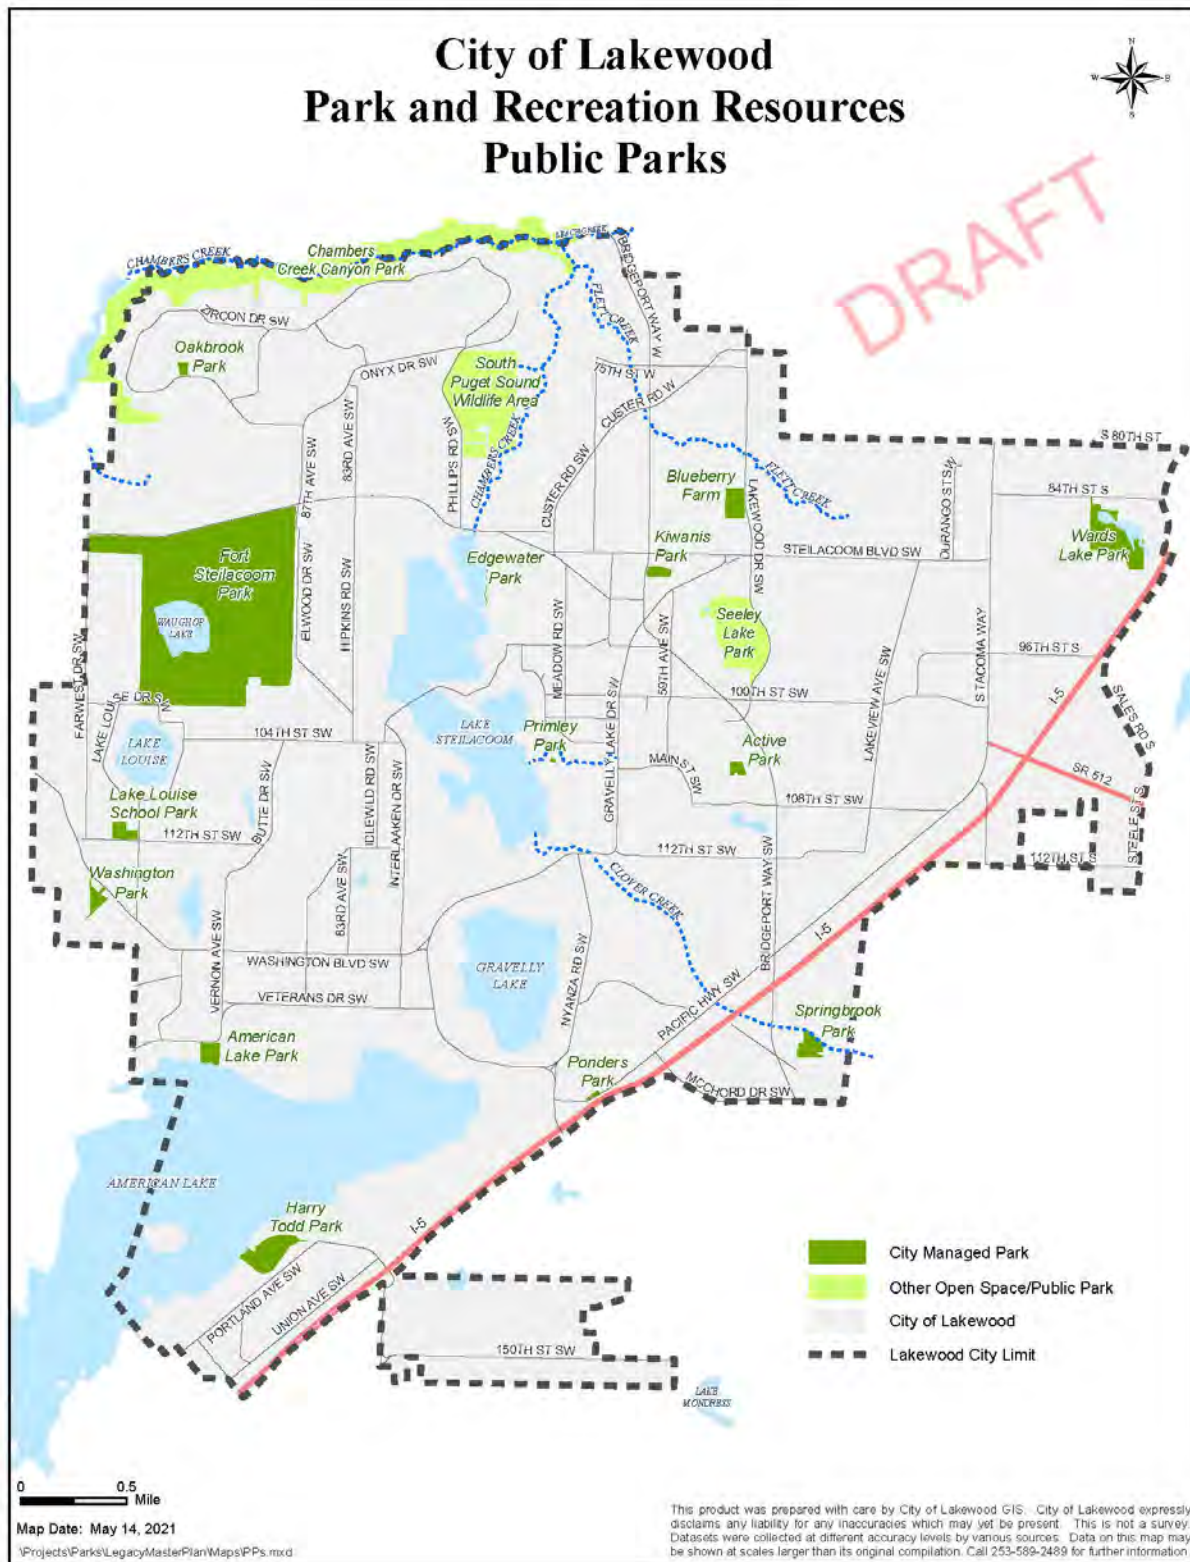 City of Lakewood
Park and Recreation Resources
Public Parks
N
W
E
S
DRAFT
CHAMBERS CREEK
Chambers
Creek Canyon Park
LEACH CREEK
BRIDGEPORT WAY W
FLETT CREEK
ZIRCON DR SW
Oakbrook
Park
ONYX DR SW
South
Puget Sound
Wildlife Area
75TH ST W
CUSTER RD W
S 80TH ST
83RD AVE SW
87TH AVE SW
PHILLIPS RD SW
CHAMBERS CREEK
CUSTER RD SW
Blueberry
Farm
LAKEWOOD DR SW
FLETT CREEK
DURANGO ST SW
84TH ST S
Wards
Lake Park
Fort
Steilacoom
Park
WAUGHOP
LAKE
ELWOOD DR SW
HIPKINS RD SW
Edgewater
Park
Kiwanis
Park
STEILACOOM BLVD SW
Seeley
Lake
Park
MEADOW RD SW
59TH AVE SW
S TACOMA WAY
96TH ST S
I-5
FARWEST DR SW
LAKE LOUISE DR SW
100TH ST SW
LAKEVIEW AVE SW
SALES RD S
LAKE
LOUISE
104TH ST SW
LAKE
STEILACOOM
Primley
Park
GRAVELLY LAKE DR SW
MAIN ST SW
Active
Park
SR 512
Lake Louise
School Park
BUTTE DR SW
IDLEWILD RD SW
INTERLAAKEN DR SW
108TH ST SW
STEELE ST S
112TH ST SW
112TH ST SW
112TH ST S
Washington
Park
83RD AVE SW
CLOVER CREEK
BRIDGEPORT WAY SW
I-5
VERNON AVE SW
WASHINGTON BLVD SW
GRAVELLY
LAKE
NYANZA RD SW
PACIFIC HWY SW
VETERANS DR SW
Springbrook
Park
American
Lake Park
Ponders
Park
MCCHORD DR SW
AMERICAN LAKE
Harry
Todd Park
I-5
PORTLAND AVE SW
UNION AVE SW
150TH ST SW
LAKE
MONDRESS
City Managed Park
Other Open Space/Public Park
City of Lakewood
Lakewood City Limit
0 0.5
Mile
Map Date: May 14, 2021
\Projects\Parks\LegacyMasterPlan\Maps\PPs.mxd
This product was prepared with care by City of Lakewood GIS. City of Lakewood expressly
disclaims any liability for any inaccuracies which may yet be present. This is not a survey.
Datasets were collected at different accuracy levels by various sources. Data on this map may
be shown at scales larger than its original compilation. Call 253-589-2489 for further information.